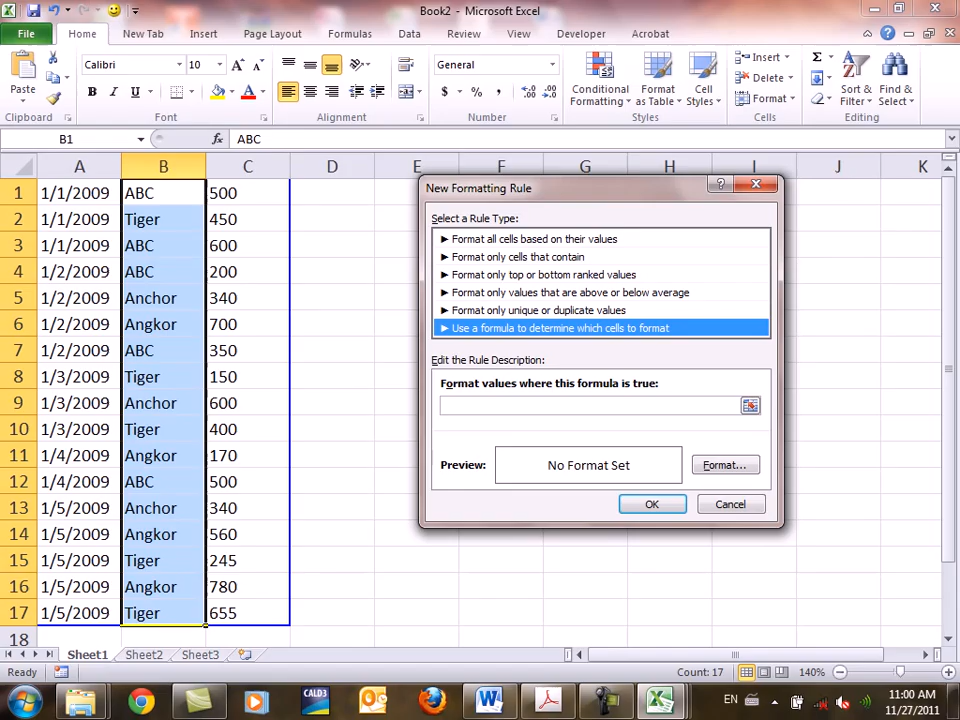 Book2 - Microsoft Excel
File Home New Tab Insert Page Layout Formulas Data Review View Developer Acrobat
Paste
Calibri 10
B I U A
General
$ % ,
Conditional Formatting
Format as Table
Cell Styles
Insert
Delete
Format
Σ
Sort & Filter
Find & Select
Clipboard Font Alignment Number Styles Cells Editing
B1 fx ABC
A B C D E F G H I J K
1 1/1/2009 ABC 500
2 1/1/2009 Tiger 450
3 1/1/2009 ABC 600
4 1/2/2009 ABC 200
5 1/2/2009 Anchor 340
6 1/2/2009 Angkor 700
7 1/2/2009 ABC 350
8 1/3/2009 Tiger 150
9 1/3/2009 Anchor 600
10 1/3/2009 Tiger 400
11 1/4/2009 Angkor 170
12 1/4/2009 ABC 500
13 1/5/2009 Anchor 340
14 1/5/2009 Angkor 560
15 1/5/2009 Tiger 245
16 1/5/2009 Angkor 780
17 1/5/2009 Tiger 655
18
New Formatting Rule
Select a Rule Type:
► Format all cells based on their values
► Format only cells that contain
► Format only top or bottom ranked values
► Format only values that are above or below average
► Format only unique or duplicate values
► Use a formula to determine which cells to format
Edit the Rule Description:
Format values where this formula is true:
Preview: No Format Set Format...
OK Cancel
Sheet1 Sheet2 Sheet3
Ready Count: 17 140%
CALD3 EN 11:00 AM
11/27/2011